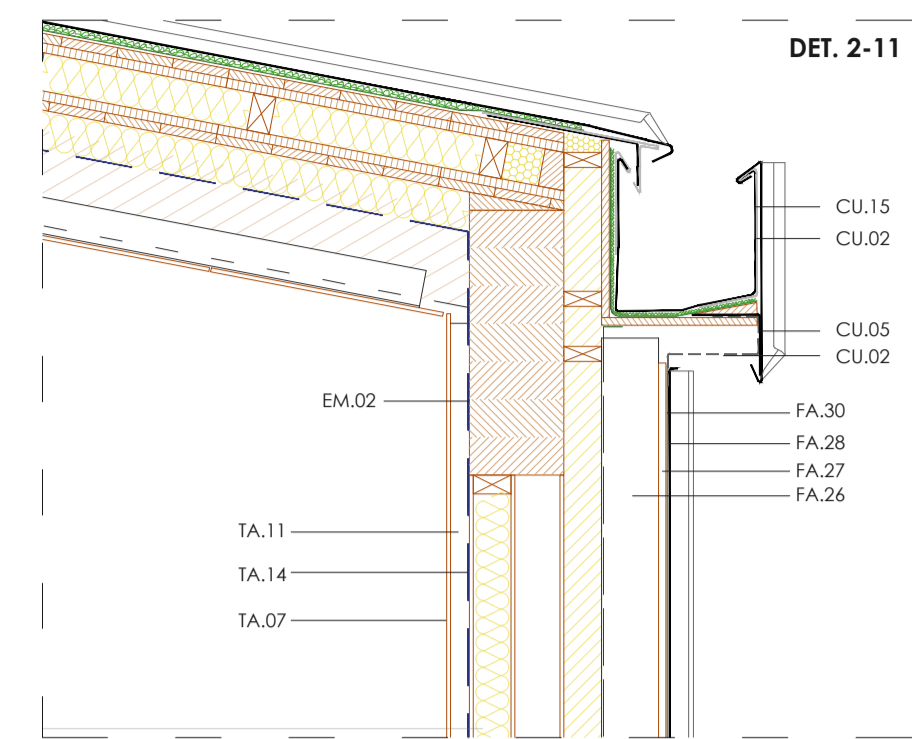 DET. 2-11
CU.15
CU.02
CU.05
CU.02
EM.02
FA.30
FA.28
FA.27
FA.26
TA.11
TA.14
TA.07